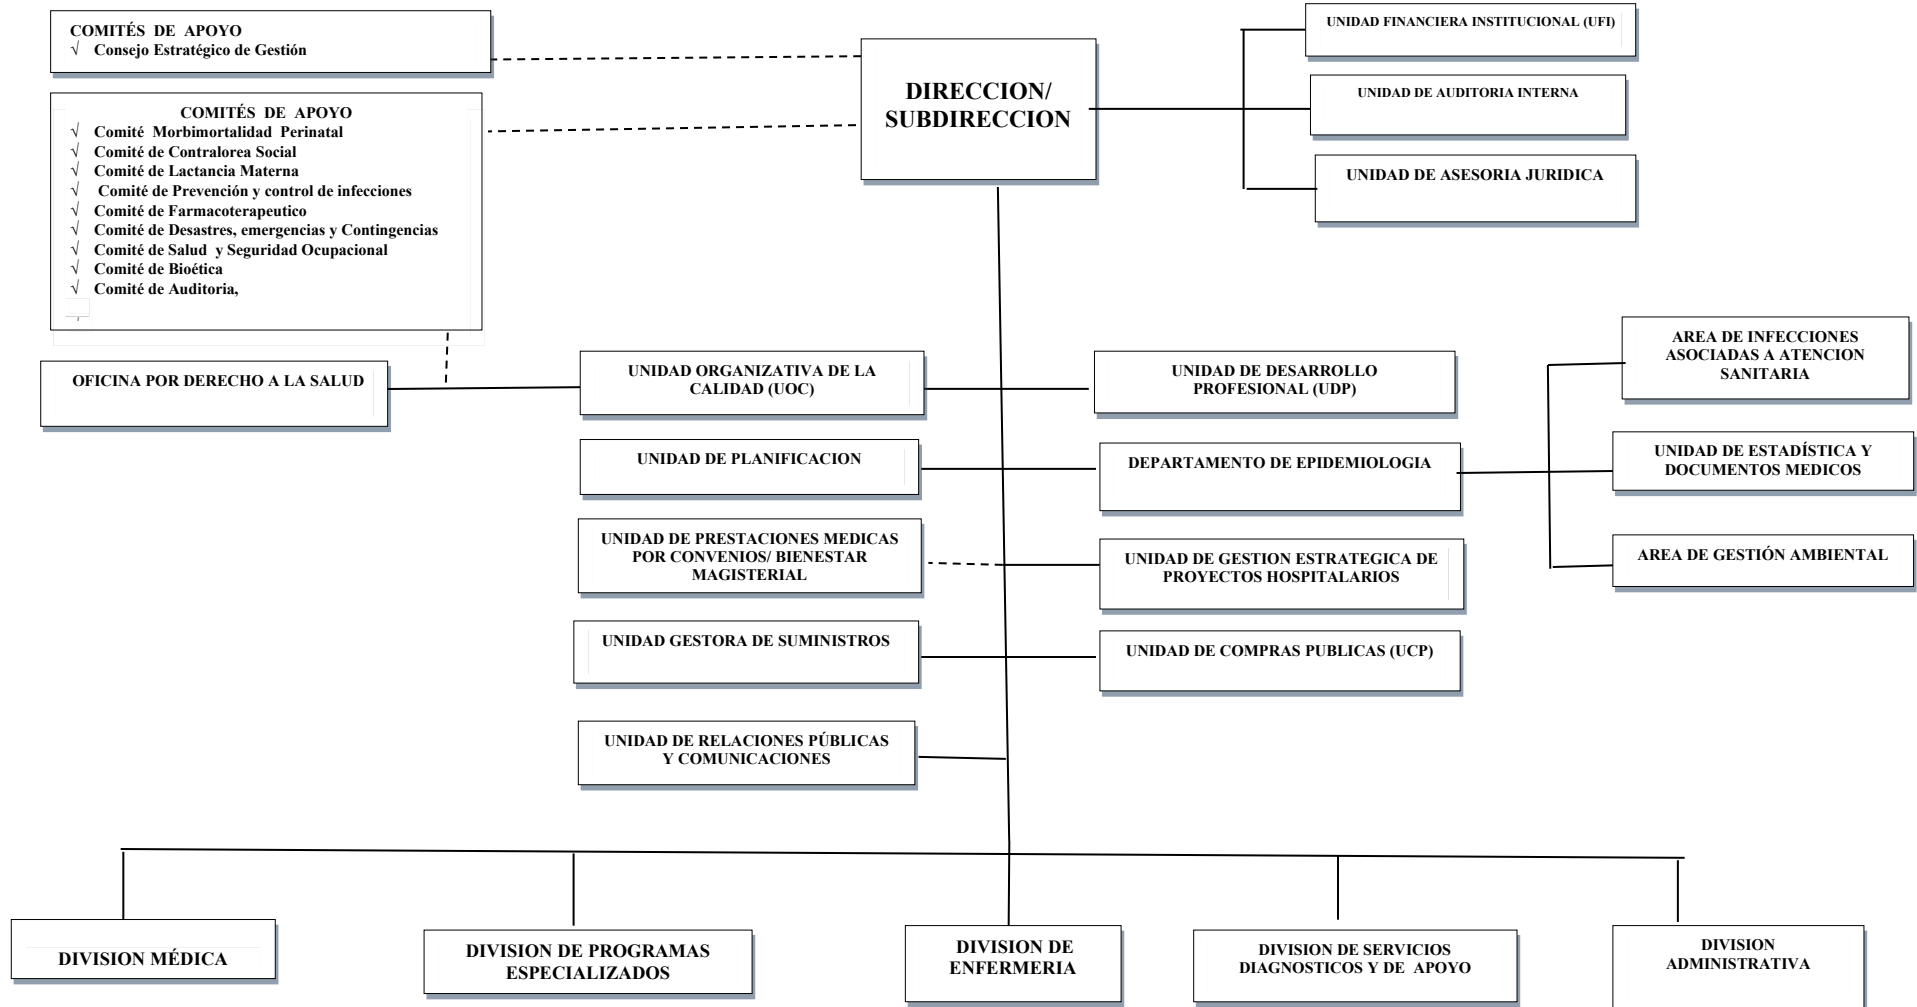 COMITÉS DE APOYO
√ Consejo Estratégico de Gestión
UNIDAD FINANCIERA INSTITUCIONAL (UFI)
DIRECCION/
SUBDIRECCION
UNIDAD DE AUDITORIA INTERNA
UNIDAD DE ASESORIA JURIDICA
COMITÉS DE APOYO
√ Comité Morbimortalidad Perinatal
√ Comité de Contralorea Social
√ Comité de Lactancia Materna
√ Comité de Prevención y control de infecciones
√ Comité de Farmacoterapeutico
√ Comité de Desastres, emergencias y Contingencias
√ Comité de Salud y Seguridad Ocupacional
√ Comité de Bioética
√ Comité de Auditoria,
OFICINA POR DERECHO A LA SALUD
UNIDAD ORGANIZATIVA DE LA
CALIDAD (UOC)
UNIDAD DE DESARROLLO
PROFESIONAL (UDP)
AREA DE INFECCIONES
ASOCIADAS A ATENCION
SANITARIA
UNIDAD DE PLANIFICACION
DEPARTAMENTO DE EPIDEMIOLOGIA
UNIDAD DE ESTADÍSTICA Y
DOCUMENTOS MEDICOS
UNIDAD DE PRESTACIONES MEDICAS
POR CONVENIOS/ BIENESTAR
MAGISTERIAL
UNIDAD DE GESTION ESTRATEGICA DE
PROYECTOS HOSPITALARIOS
AREA DE GESTIÓN AMBIENTAL
UNIDAD GESTORA DE SUMINISTROS
UNIDAD DE COMPRAS PUBLICAS (UCP)
UNIDAD DE RELACIONES PÚBLICAS
Y COMUNICACIONES
DIVISION MÉDICA
DIVISION DE PROGRAMAS
ESPECIALIZADOS
DIVISION DE
ENFERMERIA
DIVISION DE SERVICIOS
DIAGNOSTICOS Y DE APOYO
DIVISION
ADMINISTRATIVA